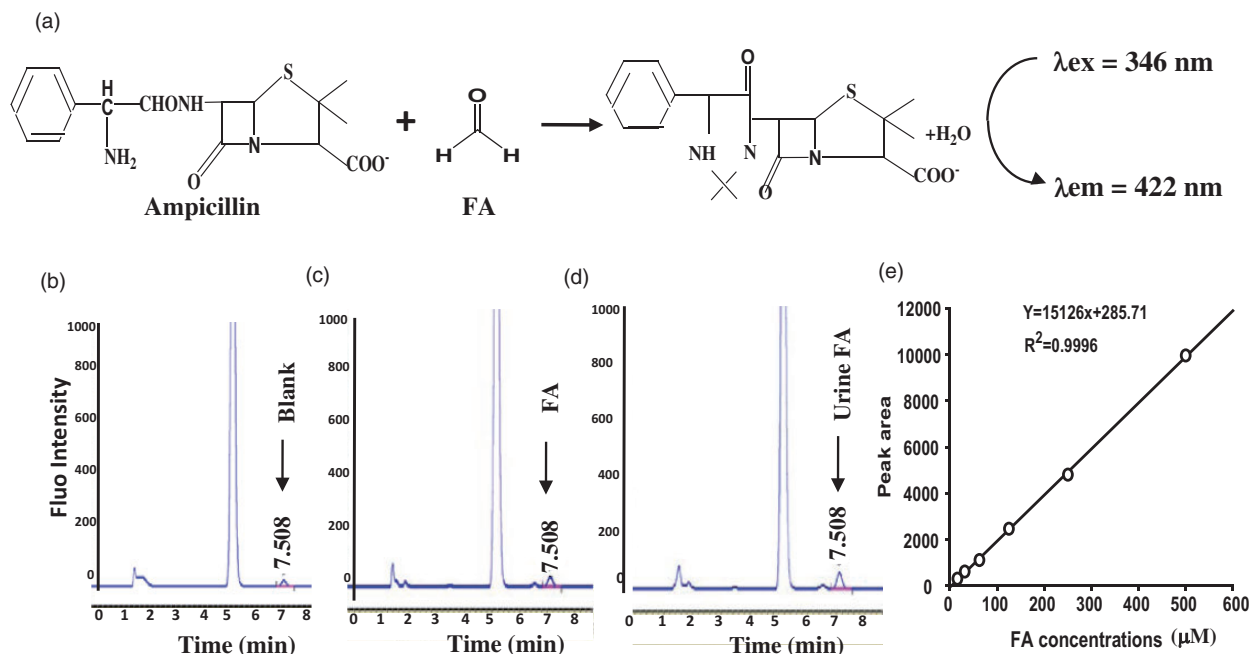 (a)
H
C
CHONH
S
NH₂
N
O
COO⁻
Ampicillin
+
O
H H
FA
O
S
NH
N
N
O
COO⁻
+H₂O
λex = 346 nm
λem = 422 nm
(b)
1000
800
600
400
200
0
Fluo Intensity
Blank
7.508
0 1 2 3 4 5 6 7 8
Time (min)
(c)
1000
800
600
400
200
0
FA
7.508
0 1 2 3 4 5 6 7 8
Time (min)
(d)
1000
800
600
400
200
0
Urine FA
7.508
0 1 2 3 4 5 6 7 8
Time (min)
(e)
Y=15126x+285.71
R²=0.9996
12000
10000
8000
6000
4000
2000
0
Peak area
0 100 200 300 400 500 600
FA concentrations (μM)